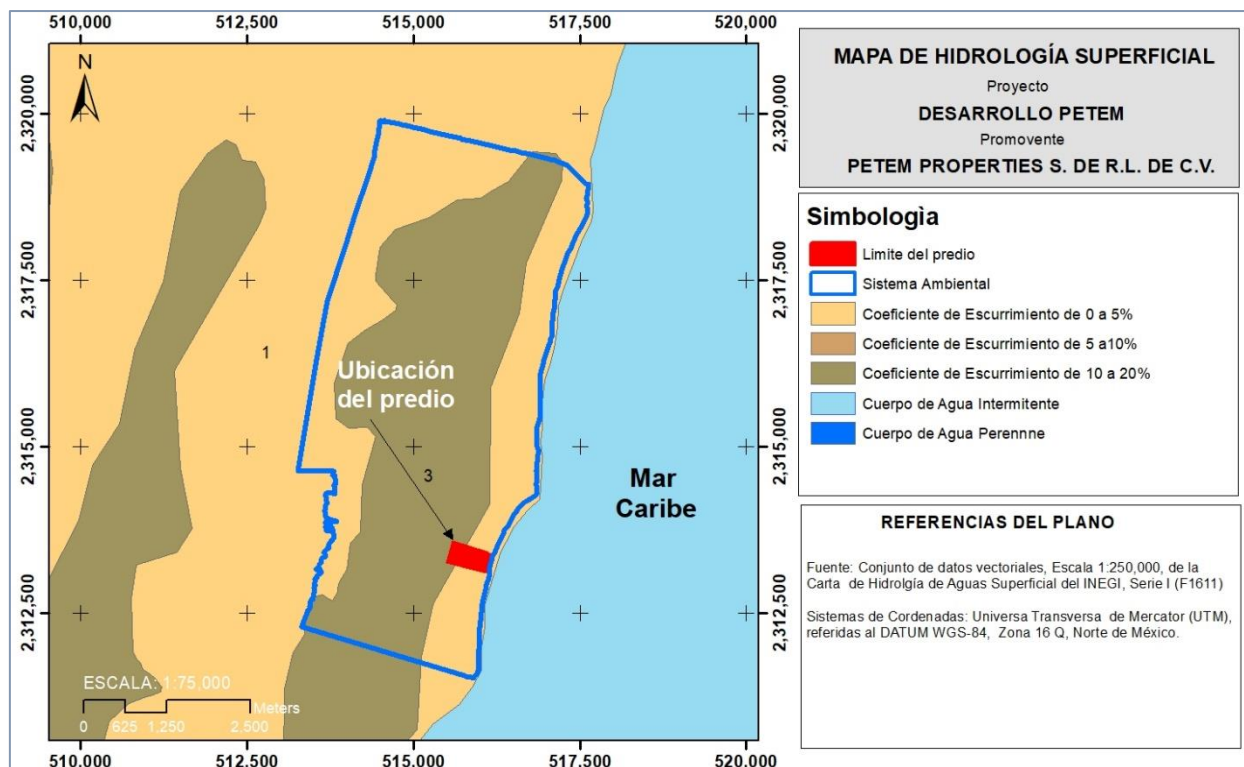 510,000
512,500
515,000
517,500
520,000
N
2,320,000
2,317,500
2,315,000
2,312,500
2,320,000
2,317,500
2,315,000
2,312,500
1
Ubicación
del predio
3
Mar
Caribe
ESCALA: 1:75,000
Meters
0 625 1,250 2,500
510,000
512,500
515,000
517,500
520,000
MAPA DE HIDROLOGÍA SUPERFICIAL
Proyecto
DESARROLLO PETEM
Promovente
PETEM PROPERTIES S. DE R.L. DE C.V.
Simbologìa
Limite del predio
Sistema Ambiental
Coeficiente de Escurrimiento de 0 a 5%
Coeficiente de Escurrimiento de 5 a10%
Coeficiente de Escurrimiento de 10 a 20%
Cuerpo de Agua Intermitente
Cuerpo de Agua Perennne
REFERENCIAS DEL PLANO
Fuente: Conjunto de datos vectoriales, Escala 1:250,000, de la
Carta de Hidrolgía de Aguas Superficial del INEGI, Serie I (F1611)
Sistemas de Cordenadas: Universa Transversa de Mercator (UTM),
referidas al DATUM WGS-84, Zona 16 Q, Norte de México.